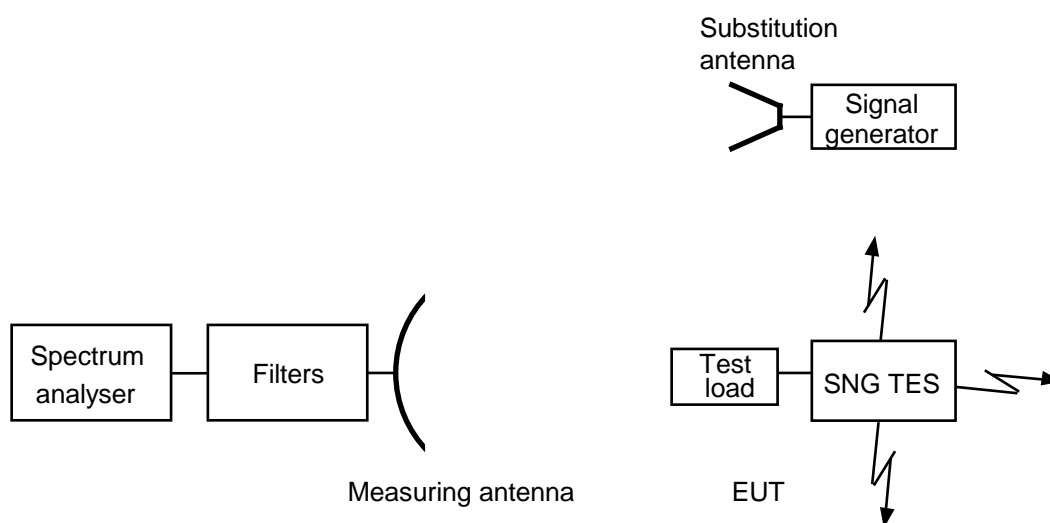 Substitution
antenna
Signal
generator
Spectrum
analyser
Filters
Test
load
SNG TES
Measuring antenna
EUT